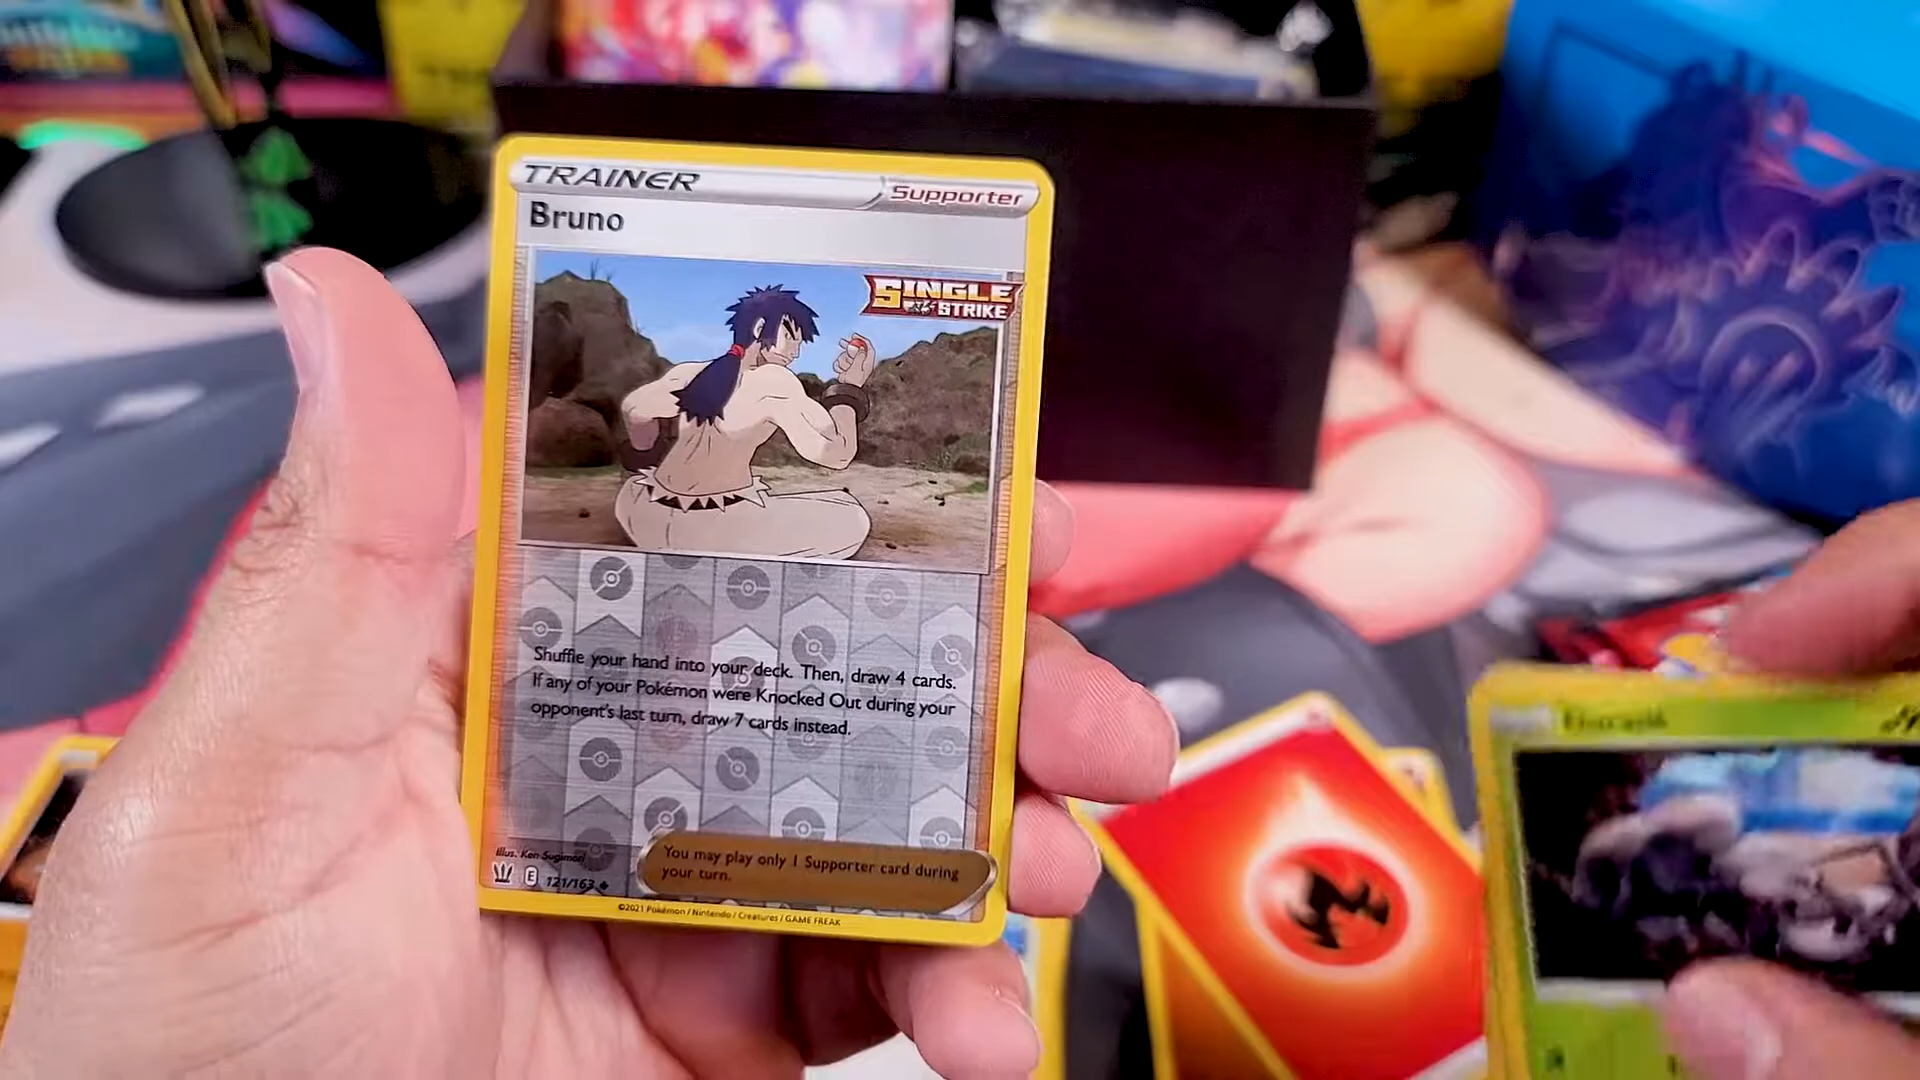 TRAINER
Supporter
Bruno
SINGLE
STRIKE
Shuffle your hand into your deck. Then, draw 4 cards.
If any of your Pokémon were Knocked Out during your
opponent's last turn, draw 7 cards instead.
Illus. Ken Sugimori
You may play only 1 Supporter card during
your turn.
E 121/163
©2021 Pokémon / Nintendo / Creatures / GAME FREAK